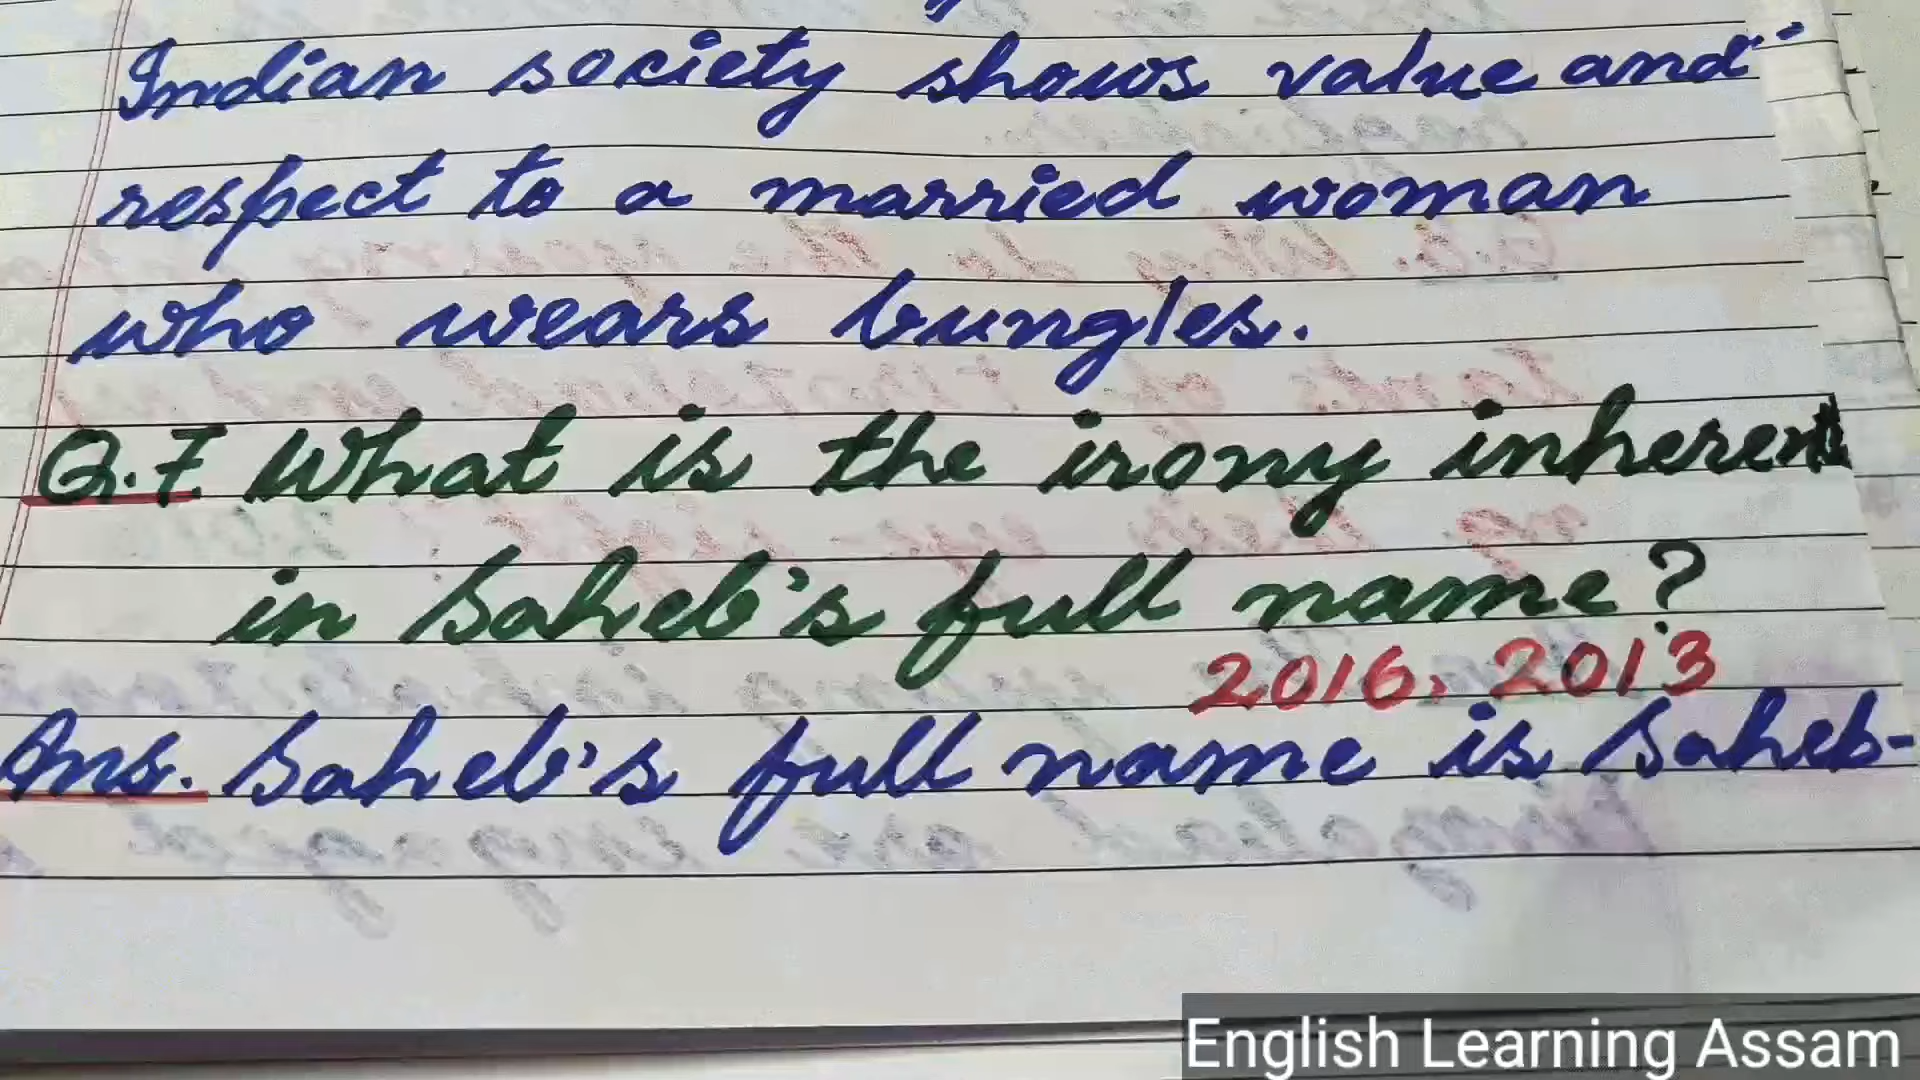 Indian society shows value and
respect to a married woman
who wears bungles.
Q.7. What is the irony inherent
in Saheb's full name?
2016, 2013
Ans. Saheb's full name is Saheb-
English Learning Assam